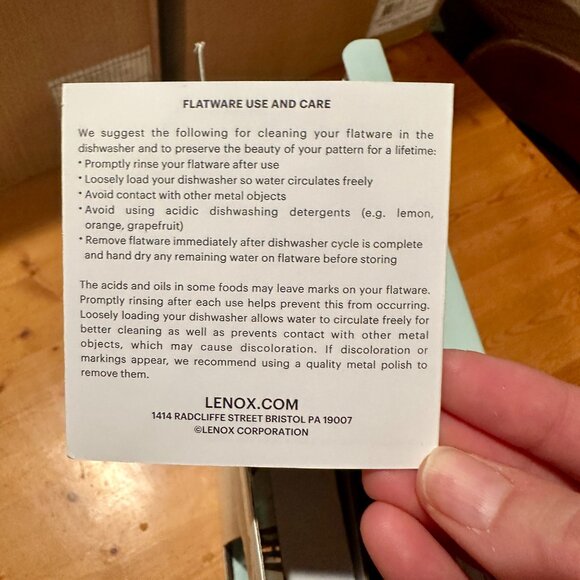 FLATWARE USE AND CARE
We suggest the following for cleaning your flatware in the
dishwasher and to preserve the beauty of your pattern for a lifetime:
* Promptly rinse your flatware after use
* Loosely load your dishwasher so water circulates freely
* Avoid contact with other metal objects
* Avoid using acidic dishwashing detergents (e.g. lemon,
orange, grapefruit)
* Remove flatware immediately after dishwasher cycle is complete
and hand dry any remaining water on flatware before storing
The acids and oils in some foods may leave marks on your flatware.
Promptly rinsing after each use helps prevent this from occurring.
Loosely loading your dishwasher allows water to circulate freely for
better cleaning as well as prevents contact with other metal
objects, which may cause discoloration. If discoloration or
markings appear, we recommend using a quality metal polish to
remove them.
LENOX.COM
1414 RADCLIFFE STREET BRISTOL PA 19007
©LENOX CORPORATION